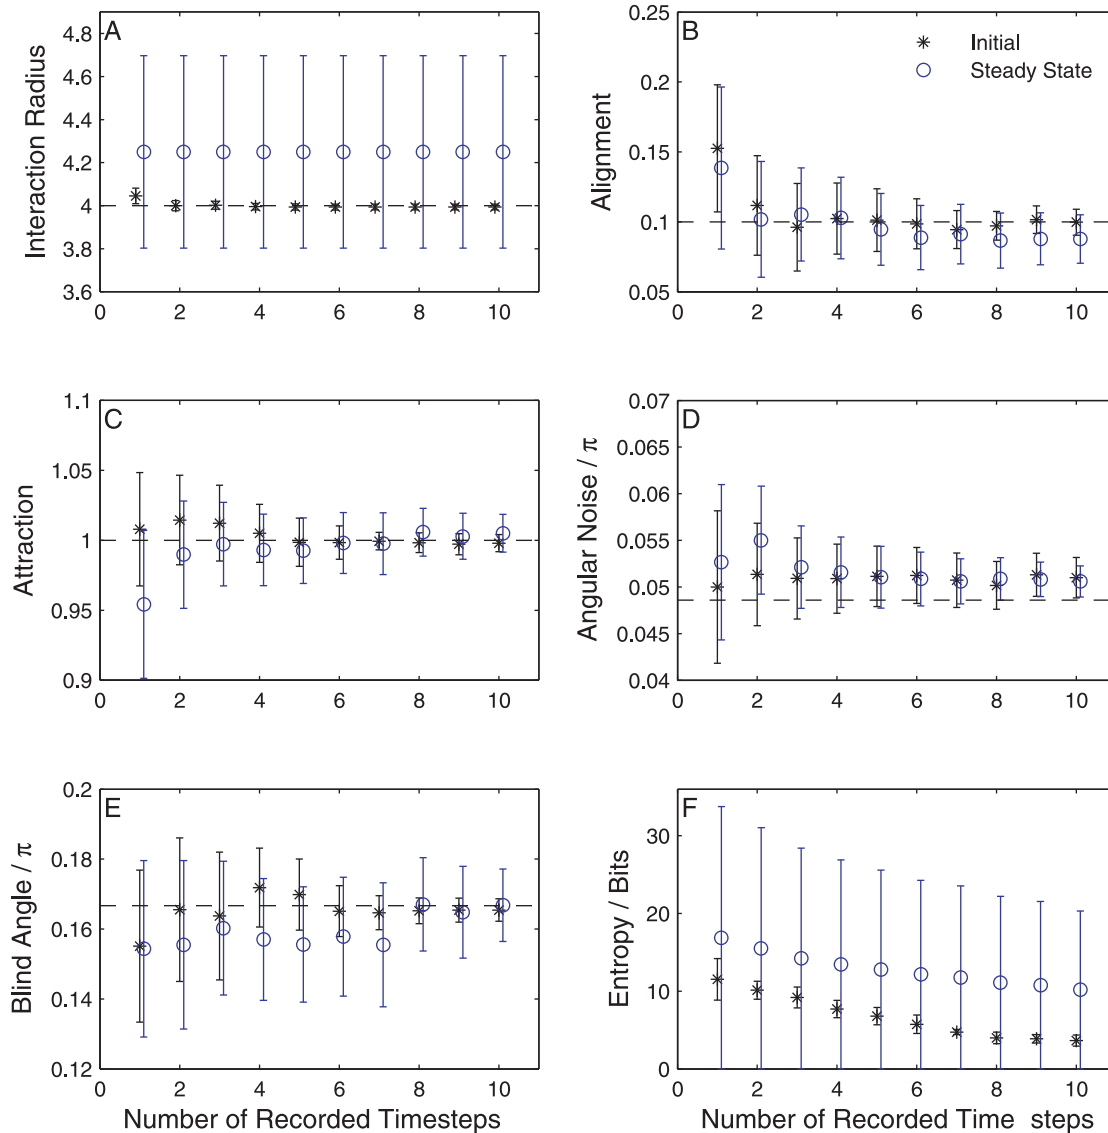 A
Interaction Radius
4.8
4.6
4.4
4.2
4
3.8
3.6
0 2 4 6 8 10
B
Initial
Steady State
Alignment
0.25
0.2
0.15
0.1
0.05
0 2 4 6 8 10
C
Attraction
1.1
1.05
1
0.95
0.9
0 2 4 6 8 10
D
Angular Noise / π
0.07
0.065
0.06
0.055
0.05
0.045
0.04
0 2 4 6 8 10
E
Blind Angle / π
0.2
0.18
0.16
0.14
0.12
0 2 4 6 8 10
Number of Recorded Timesteps
F
Entropy / Bits
30
20
10
0
0 2 4 6 8 10
Number of Recorded Time steps